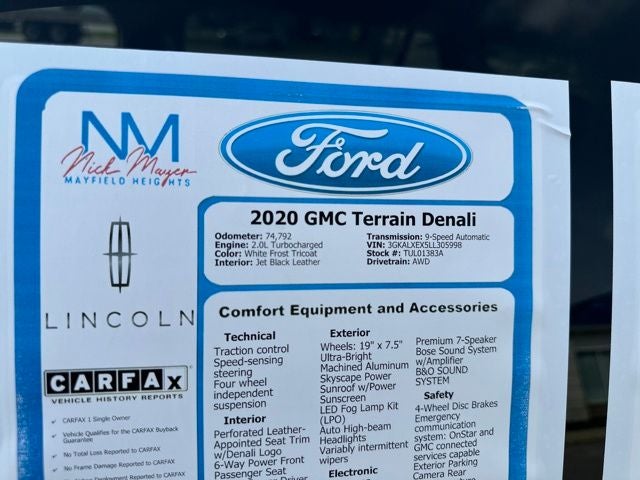 NM
Nick Mayer
MAYFIELD HEIGHTS
Ford
2020 GMC Terrain Denali
Odometer: 74,792
Engine: 2.0L Turbocharged
Color: White Frost Tricoat
Interior: Jet Black Leather
Transmission: 9-Speed Automatic
VIN: 3GKALXEX5LL305998
Stock #: TUL01383A
Drivetrain: AWD
LINCOLN
CARFAX
VEHICLE HISTORY REPORTS
✓ CARFAX 1 Single Owner
✓ Vehicle Qualifies for the CARFAX Buyback
Guarantee
✓ No Total Loss Reported to CARFAX
✓ No Frame Damage Reported to CARFAX
Deployment Reported to CARFAX
Comfort Equipment and Accessories
Technical
Traction control
Speed-sensing
steering
Four wheel
independent
suspension
Interior
Perforated Leather-
Appointed Seat Trim
w/Denali Logo
6-Way Power Front
Passenger Seat
Driver
Exterior
Wheels: 19" x 7.5"
Ultra-Bright
Machined Aluminum
Skyscape Power
Sunroof w/Power
Sunscreen
LED Fog Lamp Kit
(LPO)
Auto High-beam
Headlights
Variably intermittent
wipers
Electronic
Premium 7-Speaker
Bose Sound System
w/Amplifier
B&O SOUND
SYSTEM
Safety
4-Wheel Disc Brakes
Emergency
communication
system: OnStar and
GMC connected
services capable
Exterior Parking
Camera Rear